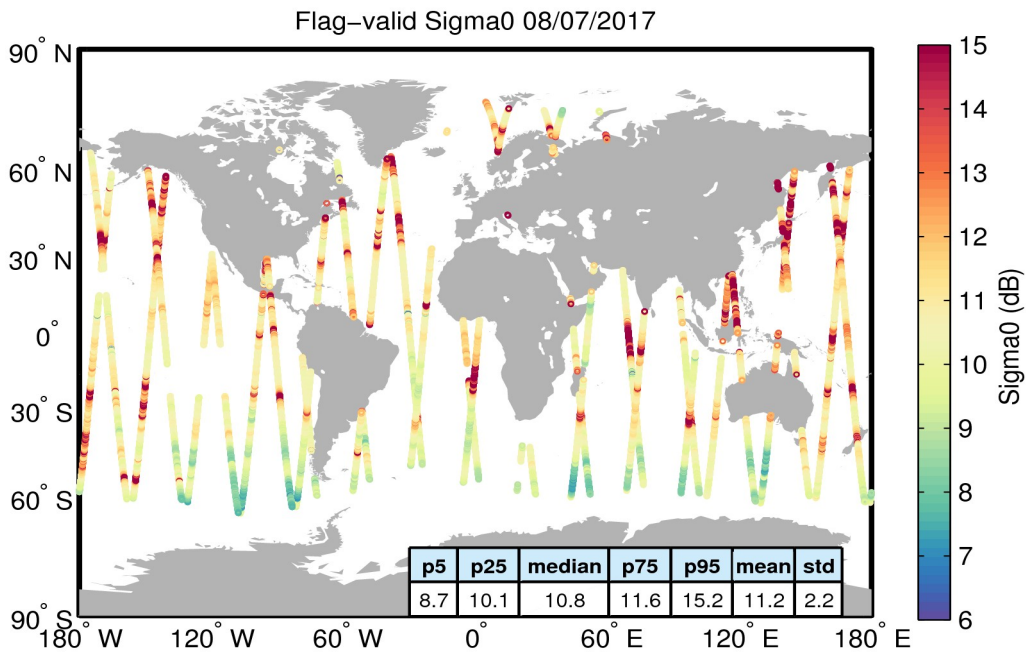 Flag−valid Sigma0 08/07/2017
90° N
60° N
30° N
0°
30° S
60° S
90° S
180° W 120° W 60° W 0° 60° E 120° E 180° E
p5 p25 median p75 p95 mean std
8.7 10.1 10.8 11.6 15.2 11.2 2.2
15
14
13
12
11
10
9
8
7
6
Sigma0 (dB)